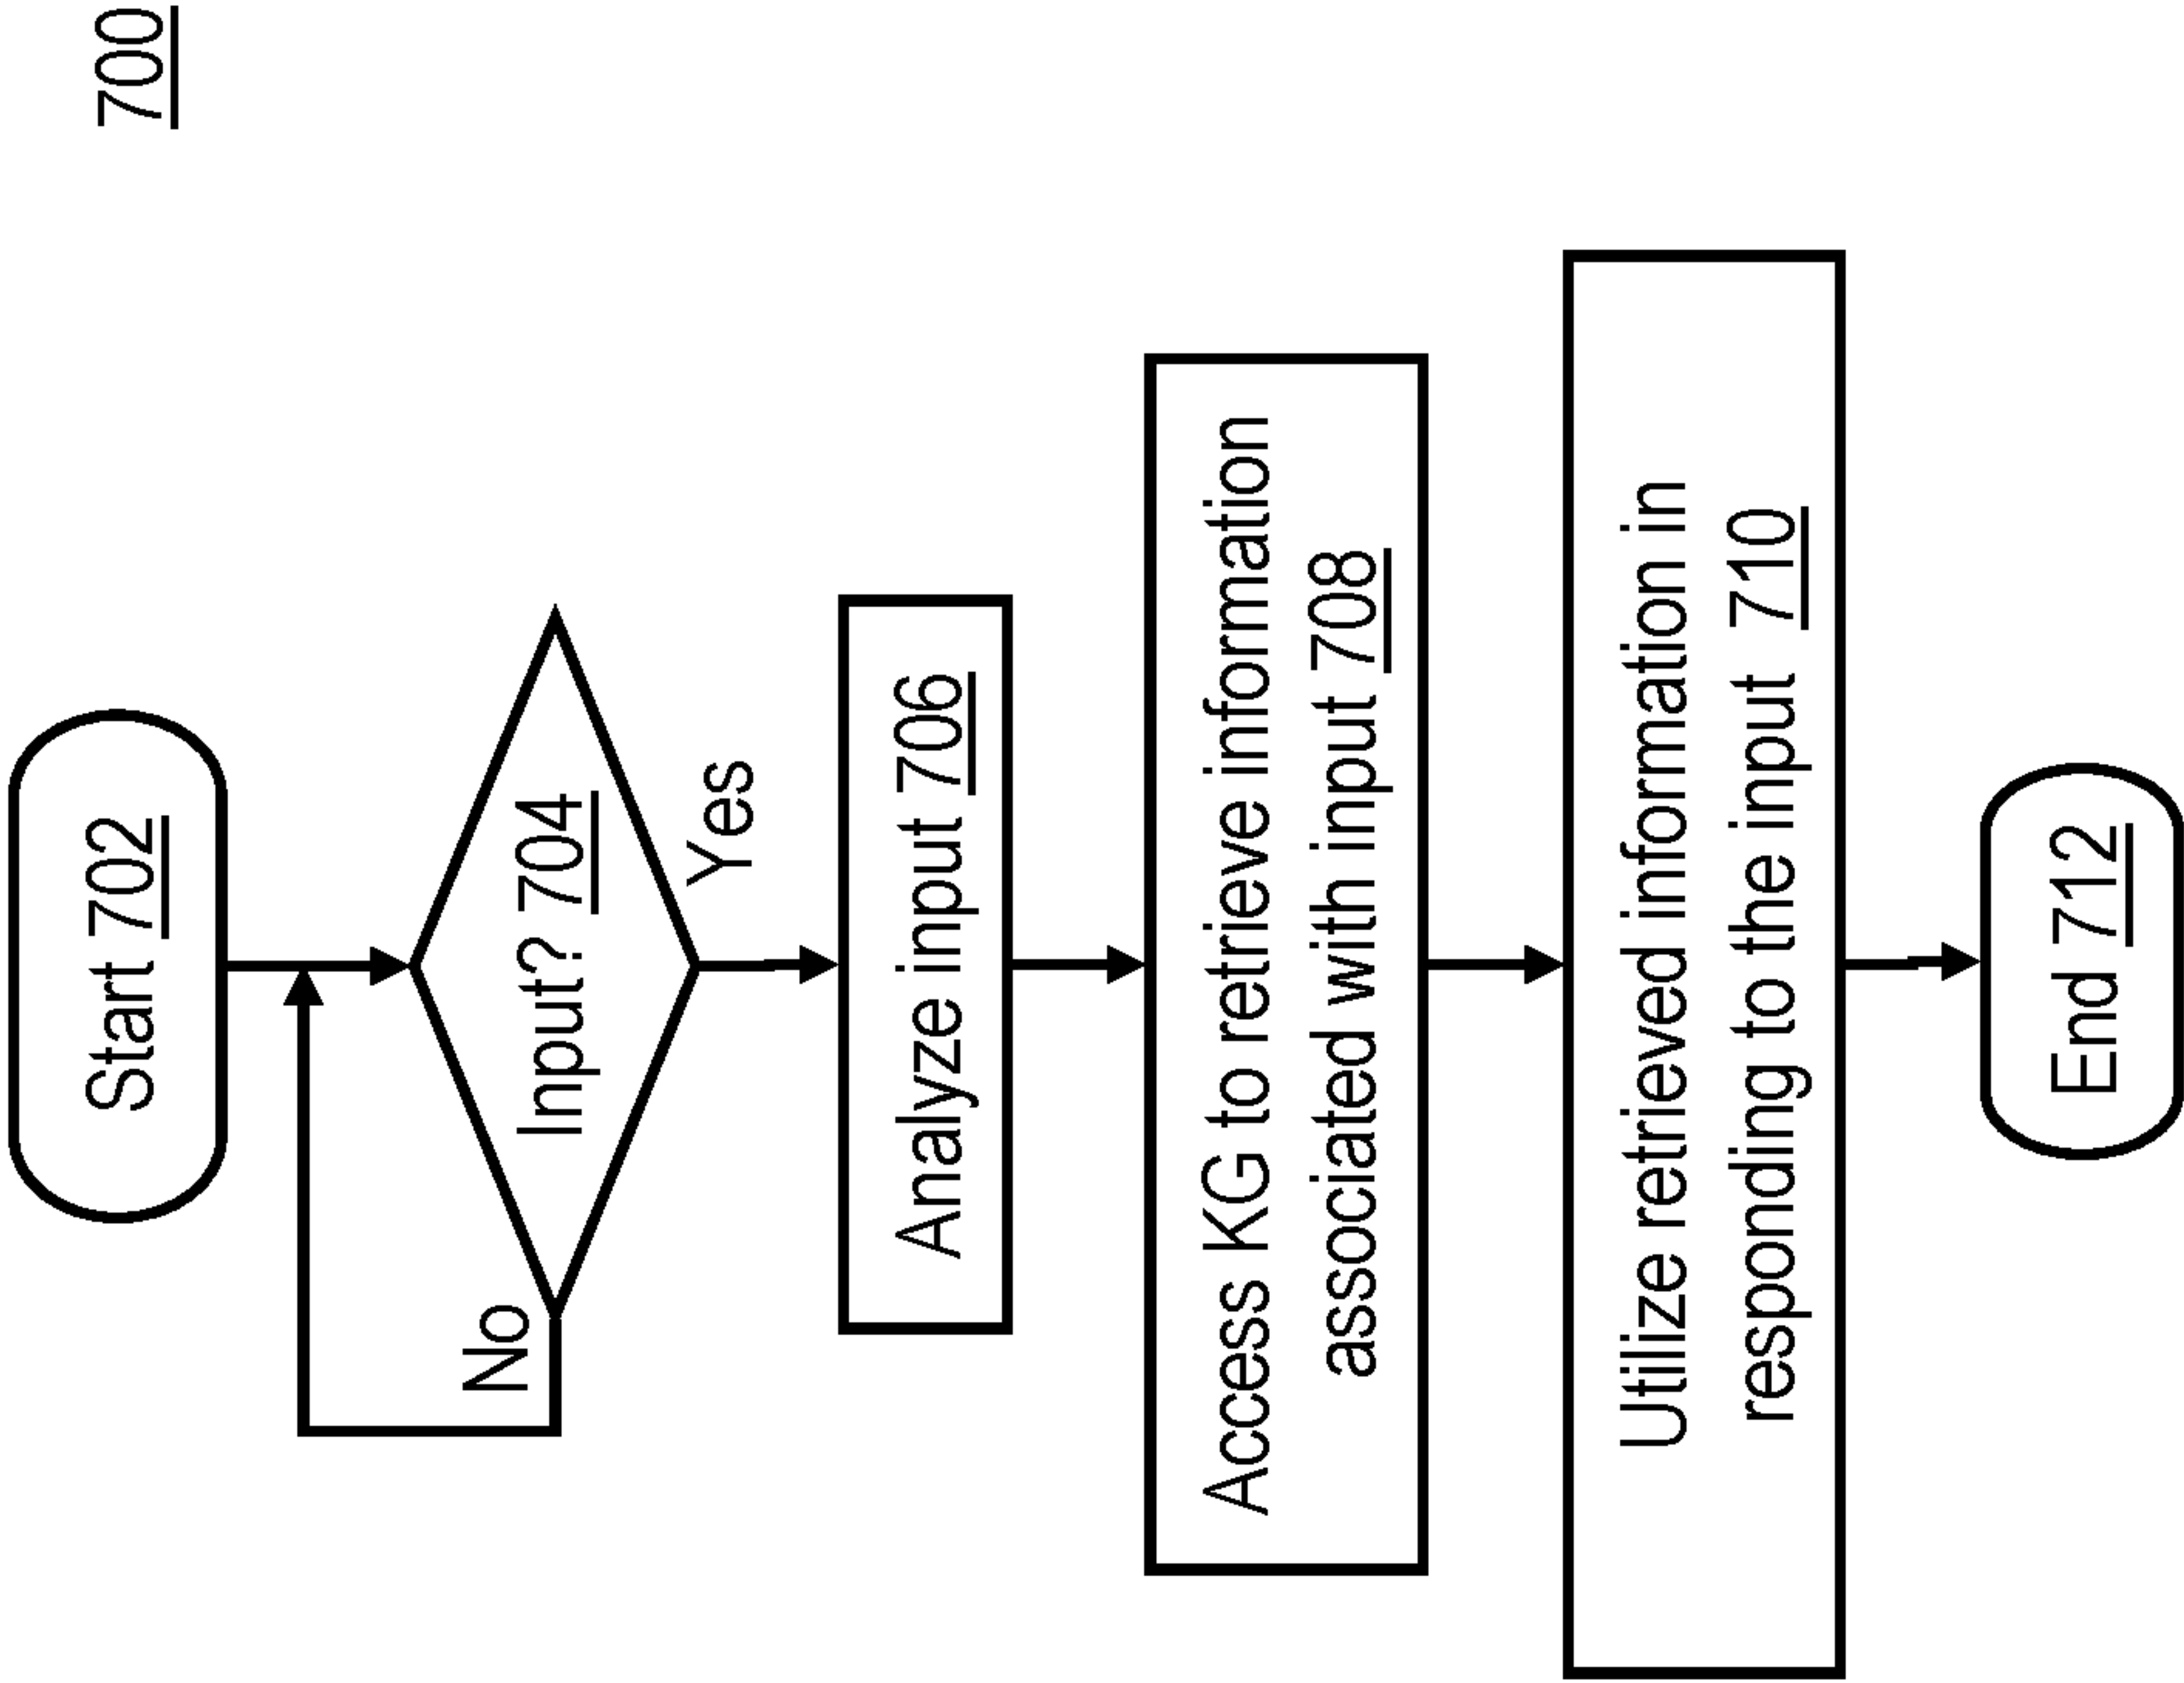 700
Start 702
Input? 704
No
Yes
Analyze input 706
Access KG to retrieve information
associated with input 708
Utilize retrieved information in
responding to the input 710
End 712